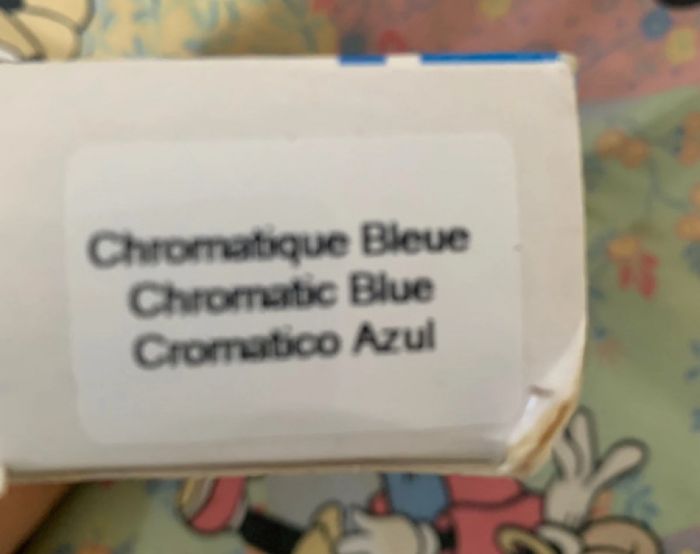 Chromatique Bleue
Chromatic Blue
Cromatico Azul